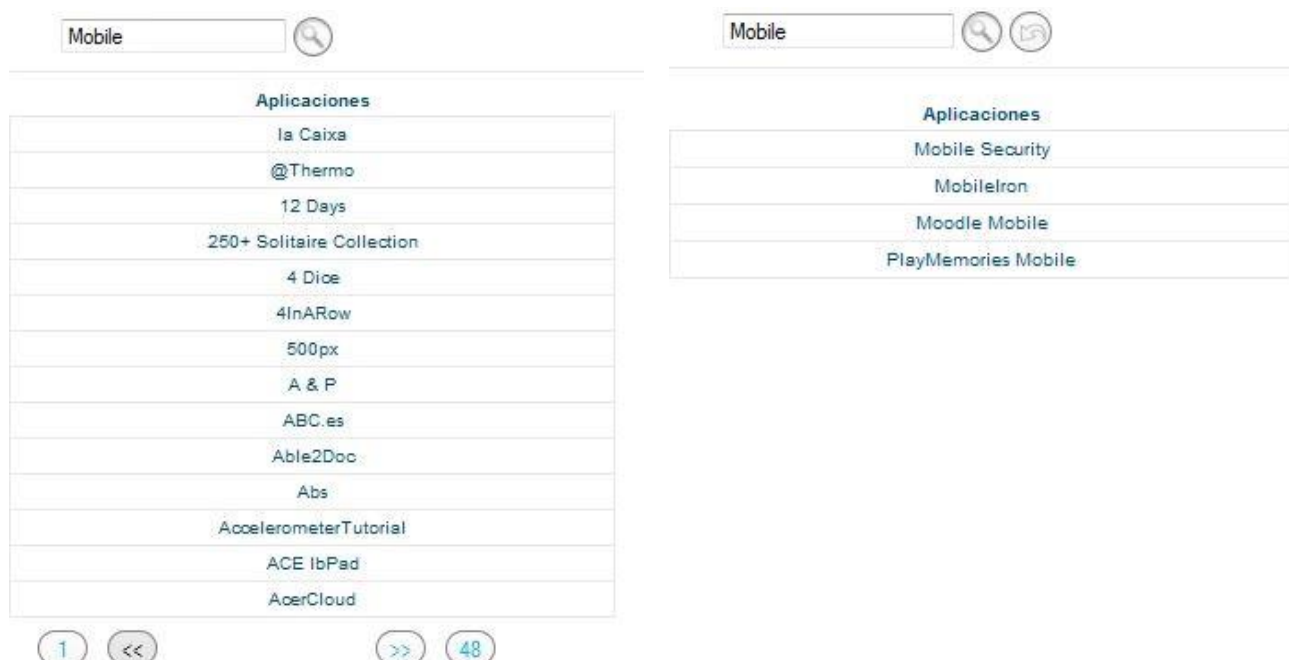 Mobile
Aplicaciones
la Caixa
@Thermo
12 Days
250+ Solitaire Collection
4 Dice
4InARow
500px
A & P
ABC.es
Able2Doc
Abs
AccelerometerTutorial
ACE IbPad
AcerCloud
1 << >> 48
Mobile
Aplicaciones
Mobile Security
MobileIron
Moodle Mobile
PlayMemories Mobile